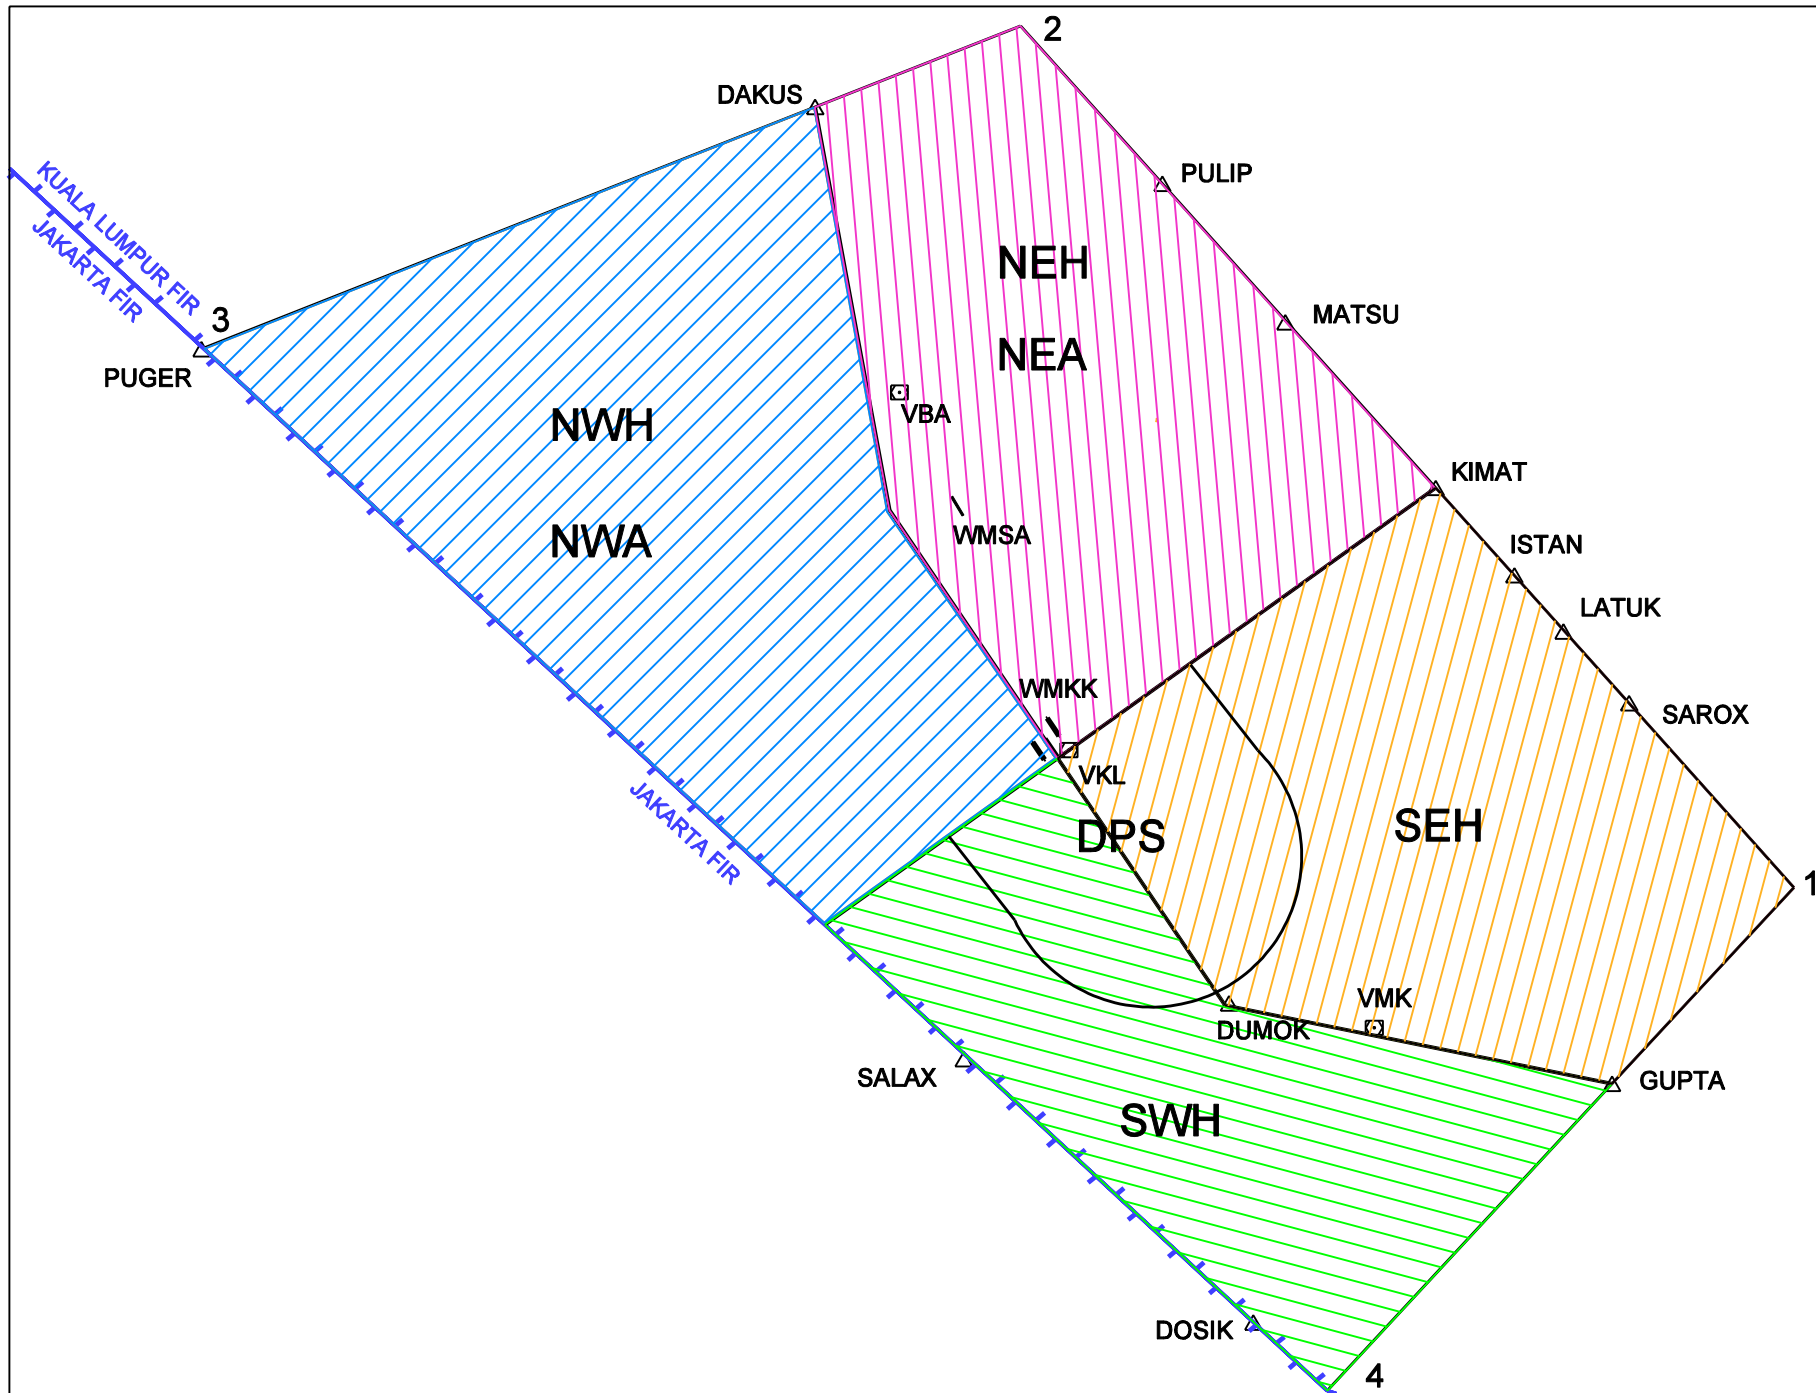 2
DAKUS
PULIP
KUALA LUMPUR FIR
JAKARTA FIR
NEH
MATSU
3
NEA
PUGER
VBA
NWH
KIMAT
NWA
WMSA
ISTAN
LATUK
WMKK
SAROX
VKL
JAKARTA FIR
DPS
SEH
1
VMK
DUMOK
SALAX
GUPTA
SWH
DOSIK
4